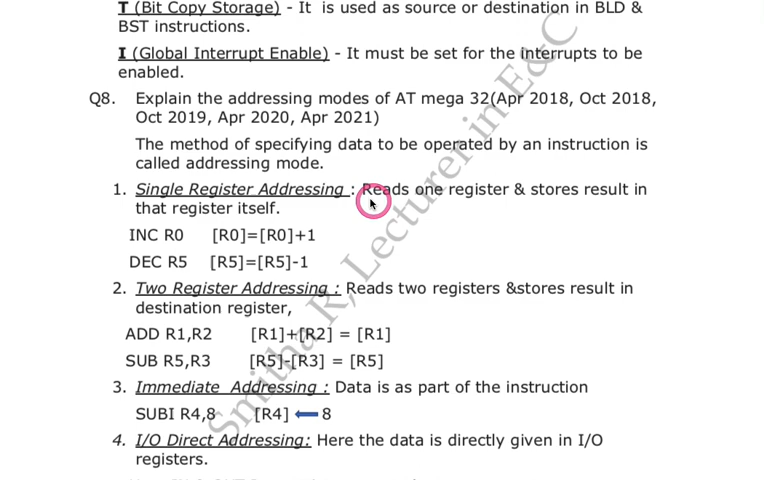 T (Bit Copy Storage) - It is used as source or destination in BLD &
BST instructions.
I (Global Interrupt Enable) - It must be set for the interrupts to be
enabled.
Q8. Explain the addressing modes of AT mega 32(Apr 2018, Oct 2018,
Oct 2019, Apr 2020, Apr 2021)
The method of specifying data to be operated by an instruction is
called addressing mode.
1. Single Register Addressing : Reads one register & stores result in
that register itself.
INC R0 [R0]=[R0]+1
DEC R5 [R5]=[R5]-1
2. Two Register Addressing : Reads two registers &stores result in
destination register,
ADD R1,R2 [R1]+[R2] = [R1]
SUB R5,R3 [R5]-[R3] = [R5]
3. Immediate Addressing : Data is as part of the instruction
SUBI R4,8 [R4] ← 8
4. I/O Direct Addressing: Here the data is directly given in I/O
registers.
Smitha R, Lecturer in E&C